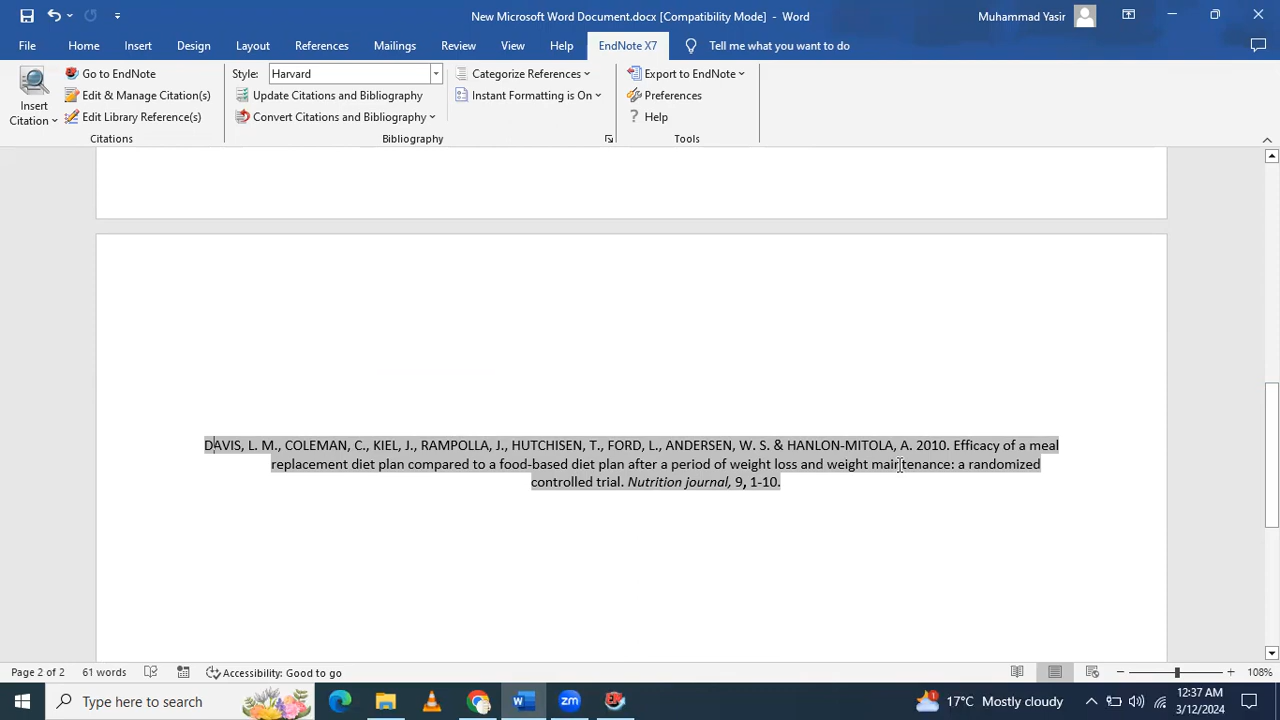 New Microsoft Word Document.docx [Compatibility Mode] - Word
Muhammad Yasir
File Home Insert Design Layout References Mailings Review View Help EndNote X7 Tell me what you want to do
Go to EndNote
Style: Harvard
Categorize References
Export to EndNote
Insert Citation
Edit & Manage Citation(s)
Update Citations and Bibliography
Instant Formatting is On
Preferences
Edit Library Reference(s)
Convert Citations and Bibliography
? Help
Citations
Bibliography
Tools
DAVIS, L. M., COLEMAN, C., KIEL, J., RAMPOLLA, J., HUTCHISEN, T., FORD, L., ANDERSEN, W. S. & HANLON-MITOLA, A. 2010. Efficacy of a meal
replacement diet plan compared to a food-based diet plan after a period of weight loss and weight maintenance: a randomized
controlled trial. Nutrition journal, 9, 1-10.
Page 2 of 2 61 words Accessibility: Good to go 108%
Type here to search
zm
17°C Mostly cloudy
12:37 AM
3/12/2024